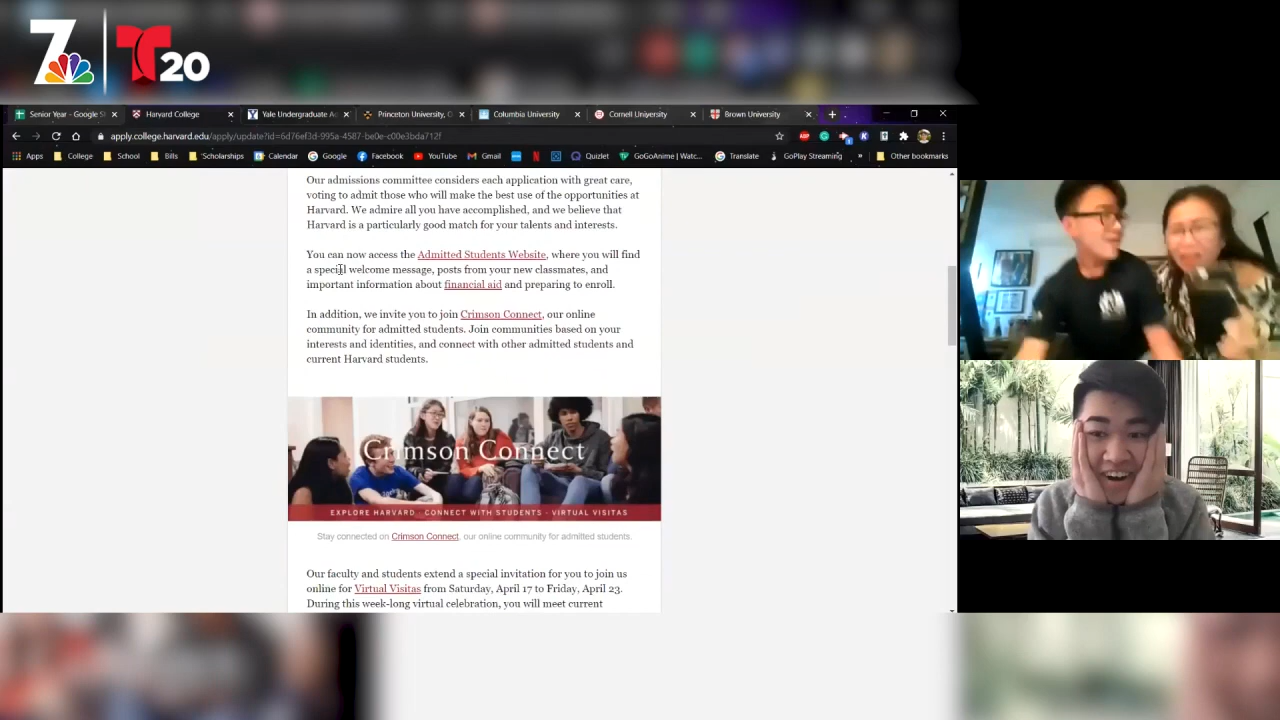 7 T 20
Senior Year - Google S
Harvard College
Yale Undergraduate A
Princeton University, O
Columbia University
Cornell University
Brown University
apply.college.harvard.edu/apply/update?id=6d76ef3d-995a-4587-be0e-c00e3bda712f
Apps College School Bills 'Scholarships Calendar Google Facebook YouTube Gmail Quizlet GoGoAnime | Watc... Translate GoPlay Streaming » Other bookmarks
Our admissions committee considers each application with great care,
voting to admit those who will make the best use of the opportunities at
Harvard. We admire all you have accomplished, and we believe that
Harvard is a particularly good match for your talents and interests.
You can now access the Admitted Students Website, where you will find
a special welcome message, posts from your new classmates, and
important information about financial aid and preparing to enroll.
In addition, we invite you to join Crimson Connect, our online
community for admitted students. Join communities based on your
interests and identities, and connect with other admitted students and
current Harvard students.
Crimson Connect
EXPLORE HARVARD · CONNECT WITH STUDENTS · VIRTUAL VISITAS
Stay connected on Crimson Connect, our online community for admitted students.
Our faculty and students extend a special invitation for you to join us
online for Virtual Visitas from Saturday, April 17 to Friday, April 23.
During this week-long virtual celebration, you will meet current